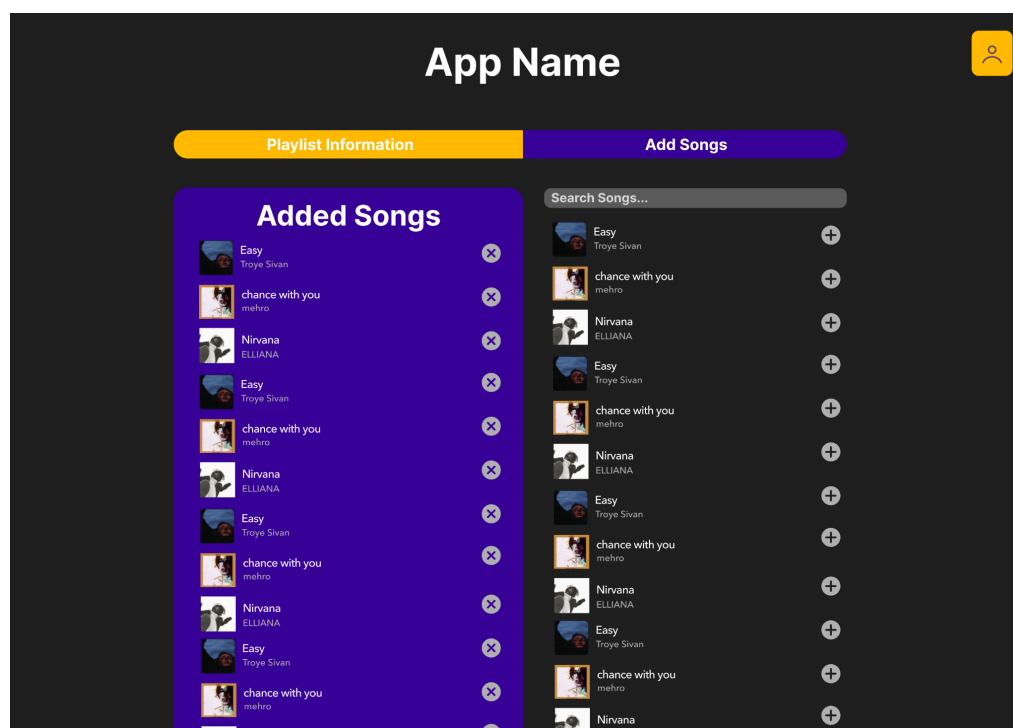 App Name
Playlist Information
Add Songs
Added Songs
Easy
Troye Sivan
chance with you
mehro
Nirvana
ELLIANA
Easy
Troye Sivan
chance with you
mehro
Nirvana
ELLIANA
Easy
Troye Sivan
chance with you
mehro
Nirvana
ELLIANA
Easy
Troye Sivan
chance with you
mehro
Search Songs...
Easy
Troye Sivan
chance with you
mehro
Nirvana
ELLIANA
Easy
Troye Sivan
chance with you
mehro
Nirvana
ELLIANA
Easy
Troye Sivan
chance with you
mehro
Nirvana
ELLIANA
Easy
Troye Sivan
chance with you
mehro
Nirvana